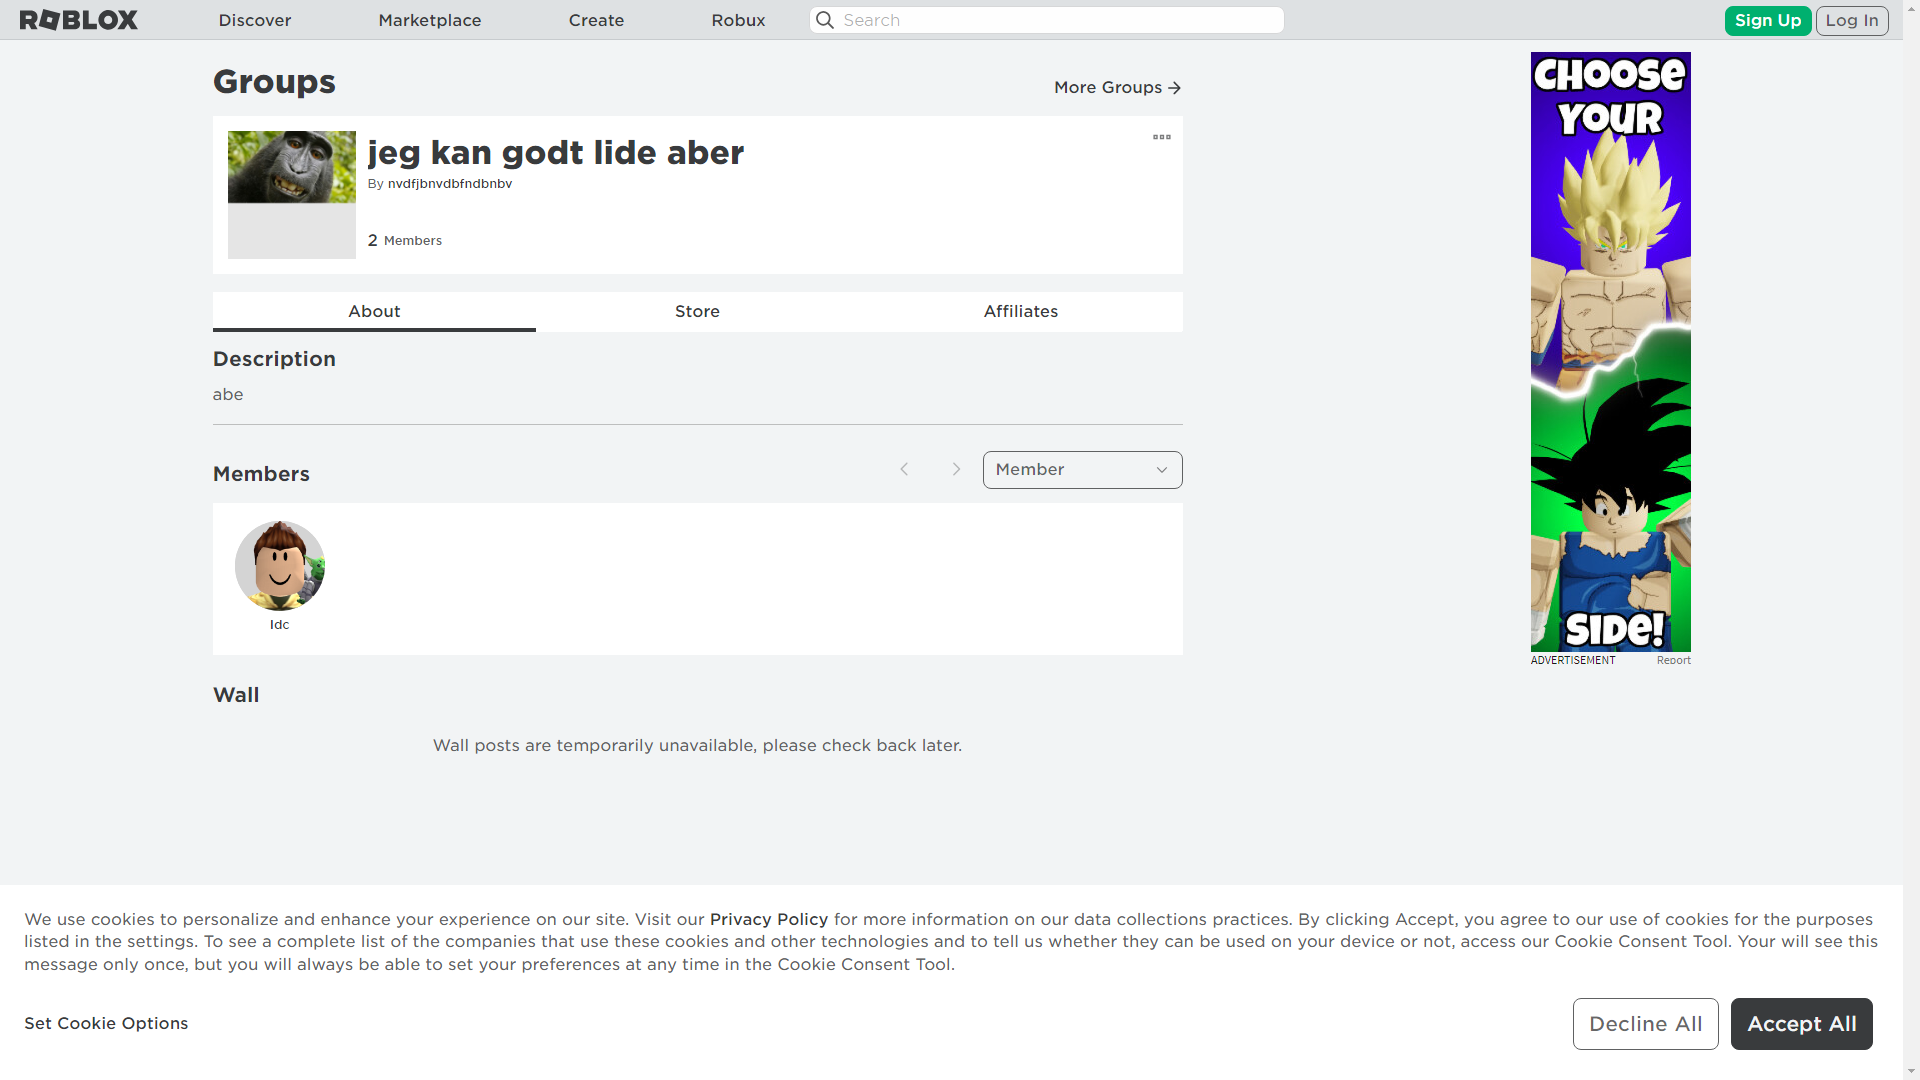 ROBLOX
Discover
Marketplace
Create
Robux
Search
Sign Up
Log In
Groups
More Groups
jeg kan godt lide aber
By nvdfjbnvdbfndbnbv
2 Members
About
Store
Affiliates
Description
abe
Members
Member
ldc
Wall
Wall posts are temporarily unavailable, please check back later.
CHOOSE
YOUR
SIDE!
ADVERTISEMENT
Report
We use cookies to personalize and enhance your experience on our site. Visit our Privacy Policy for more information on our data collections practices. By clicking Accept, you agree to our use of cookies for the purposes
listed in the settings. To see a complete list of the companies that use these cookies and other technologies and to tell us whether they can be used on your device or not, access our Cookie Consent Tool. Your will see this
message only once, but you will always be able to set your preferences at any time in the Cookie Consent Tool.
Set Cookie Options
Decline All
Accept All